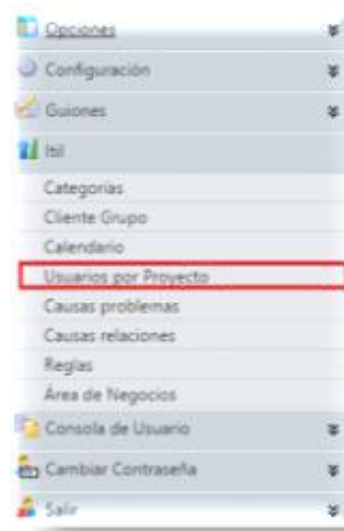 Opciones
Configuración
Guiones
Itil
Categorías
Cliente Grupo
Calendario
Usuarios por Proyecto
Causas problemas
Causas relaciones
Reglas
Área de Negocios
Consola de Usuario
Cambiar Contraseña
Salir